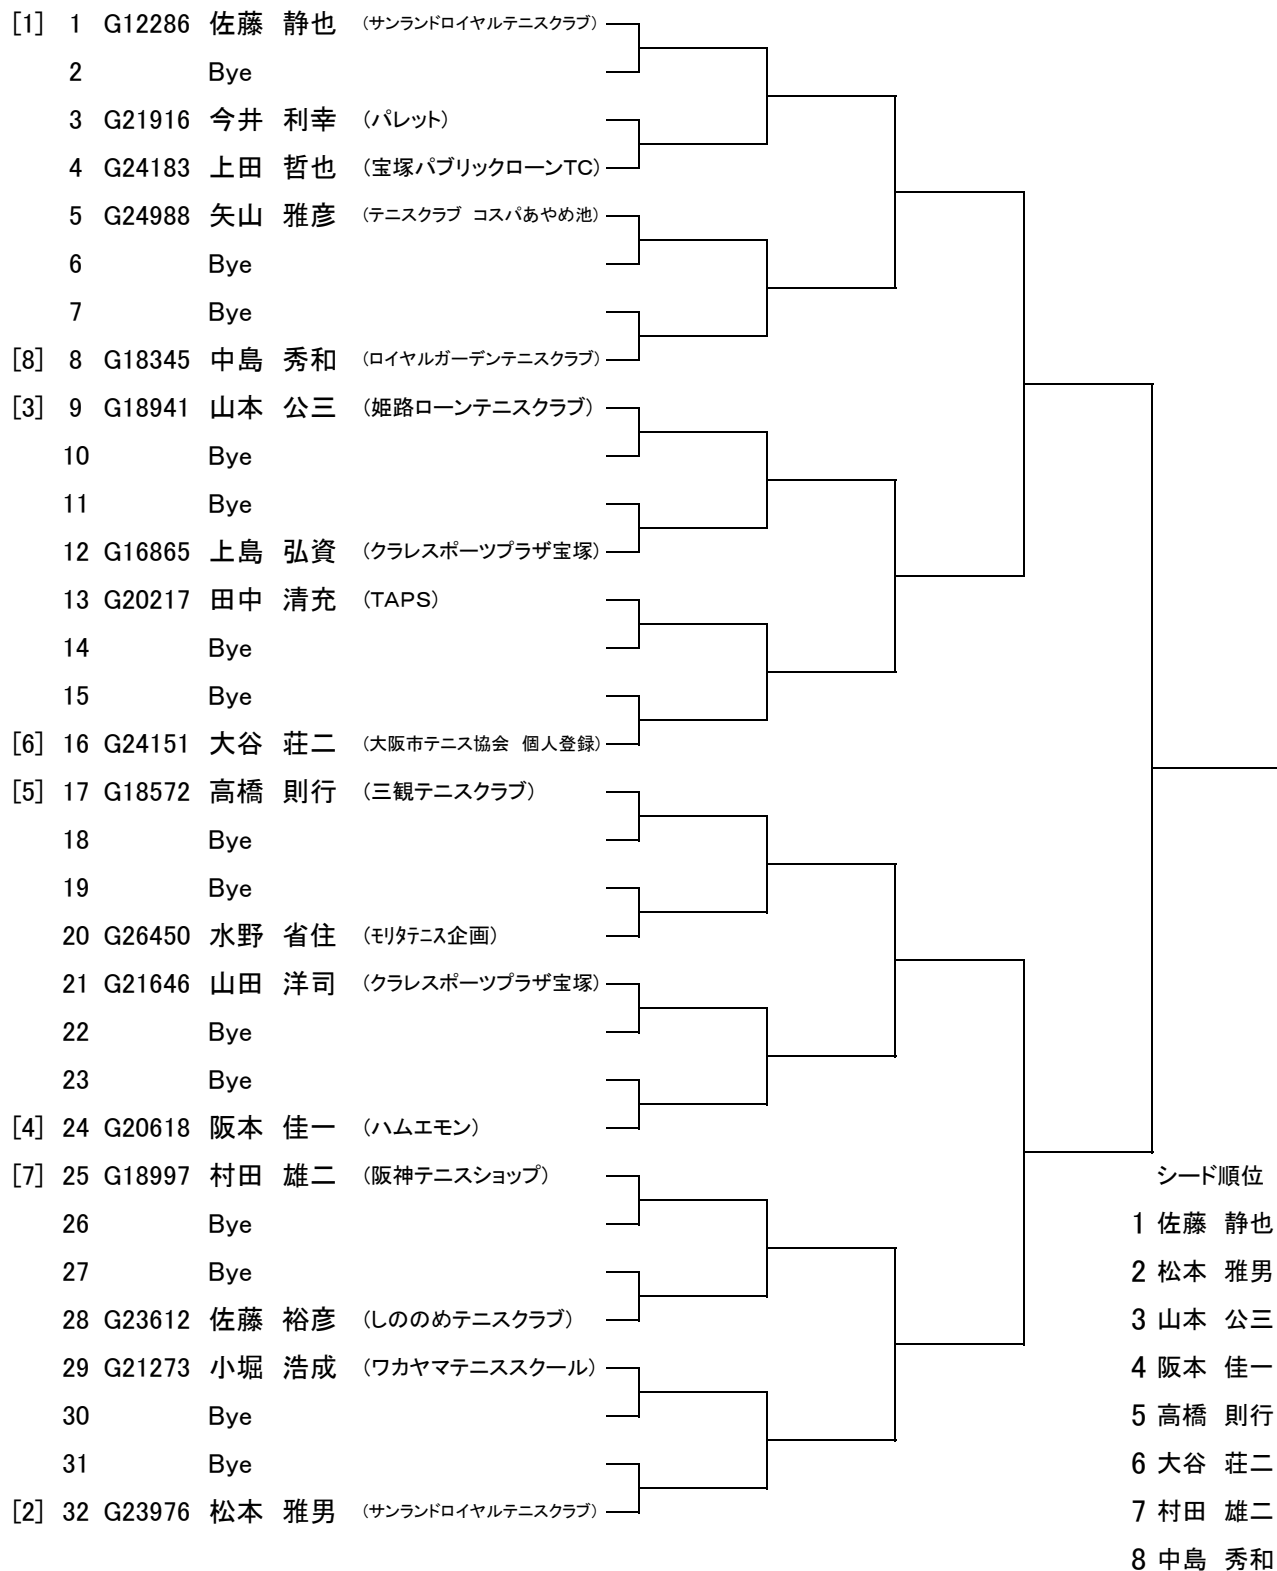 [1] 1 G12286 佐藤 静也 (サンランドロイヤルテニスクラブ)
2 Bye
3 G21916 今井 利幸 (パレット)
4 G24183 上田 哲也 (宝塚パブリックローンTC)
5 G24988 矢山 雅彦 (テニスクラブ コスパあやめ池)
6 Bye
7 Bye
[8] 8 G18345 中島 秀和 (ロイヤルガーデンテニスクラブ)
[3] 9 G18941 山本 公三 (姫路ローンテニスクラブ)
10 Bye
11 Bye
12 G16865 上島 弘資 (クラレスポーツプラザ宝塚)
13 G20217 田中 清充 (TAPS)
14 Bye
15 Bye
[6] 16 G24151 大谷 荘二 (大阪市テニス協会 個人登録)
[5] 17 G18572 高橋 則行 (三観テニスクラブ)
18 Bye
19 Bye
20 G26450 水野 省住 (ﾓﾘﾀﾃﾆｽ企画)
21 G21646 山田 洋司 (クラレスポーツプラザ宝塚)
22 Bye
23 Bye
[4] 24 G20618 阪本 佳一 (ハムエモン)
[7] 25 G18997 村田 雄二 (阪神テニスショップ)
26 Bye
27 Bye
28 G23612 佐藤 裕彦 (しののめテニスクラブ)
29 G21273 小堀 浩成 (ワカヤマテニススクール)
30 Bye
31 Bye
[2] 32 G23976 松本 雅男 (サンランドロイヤルテニスクラブ)
シード順位
1 佐藤 静也
2 松本 雅男
3 山本 公三
4 阪本 佳一
5 高橋 則行
6 大谷 荘二
7 村田 雄二
8 中島 秀和